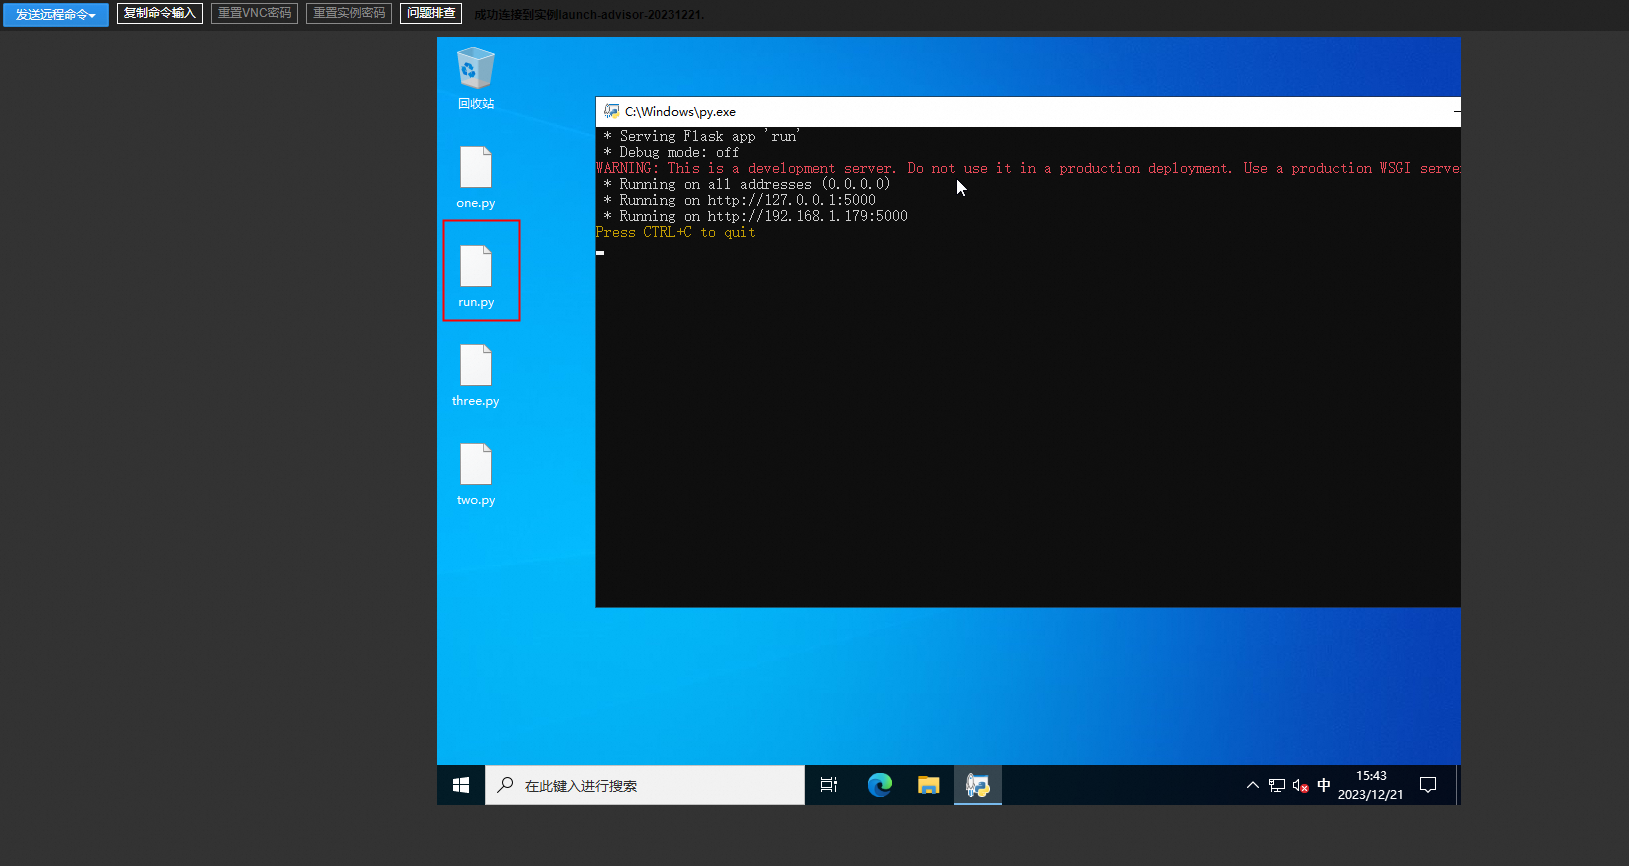 发送远程命令 复制命令输入 重置VNC密码 重置实例密码 问题排查 成功连接到实例launch-advisor-20231221.
回收站
one.py
run.py
three.py
two.py
C:\Windows\py.exe
* Serving Flask app 'run'
* Debug mode: off
WARNING: This is a development server. Do not use it in a production deployment. Use a production WSGI serve
* Running on all addresses (0.0.0.0)
* Running on http://127.0.0.1:5000
* Running on http://192.168.1.179:5000
Press CTRL+C to quit
在此键入进行搜索
中
15:43
2023/12/21